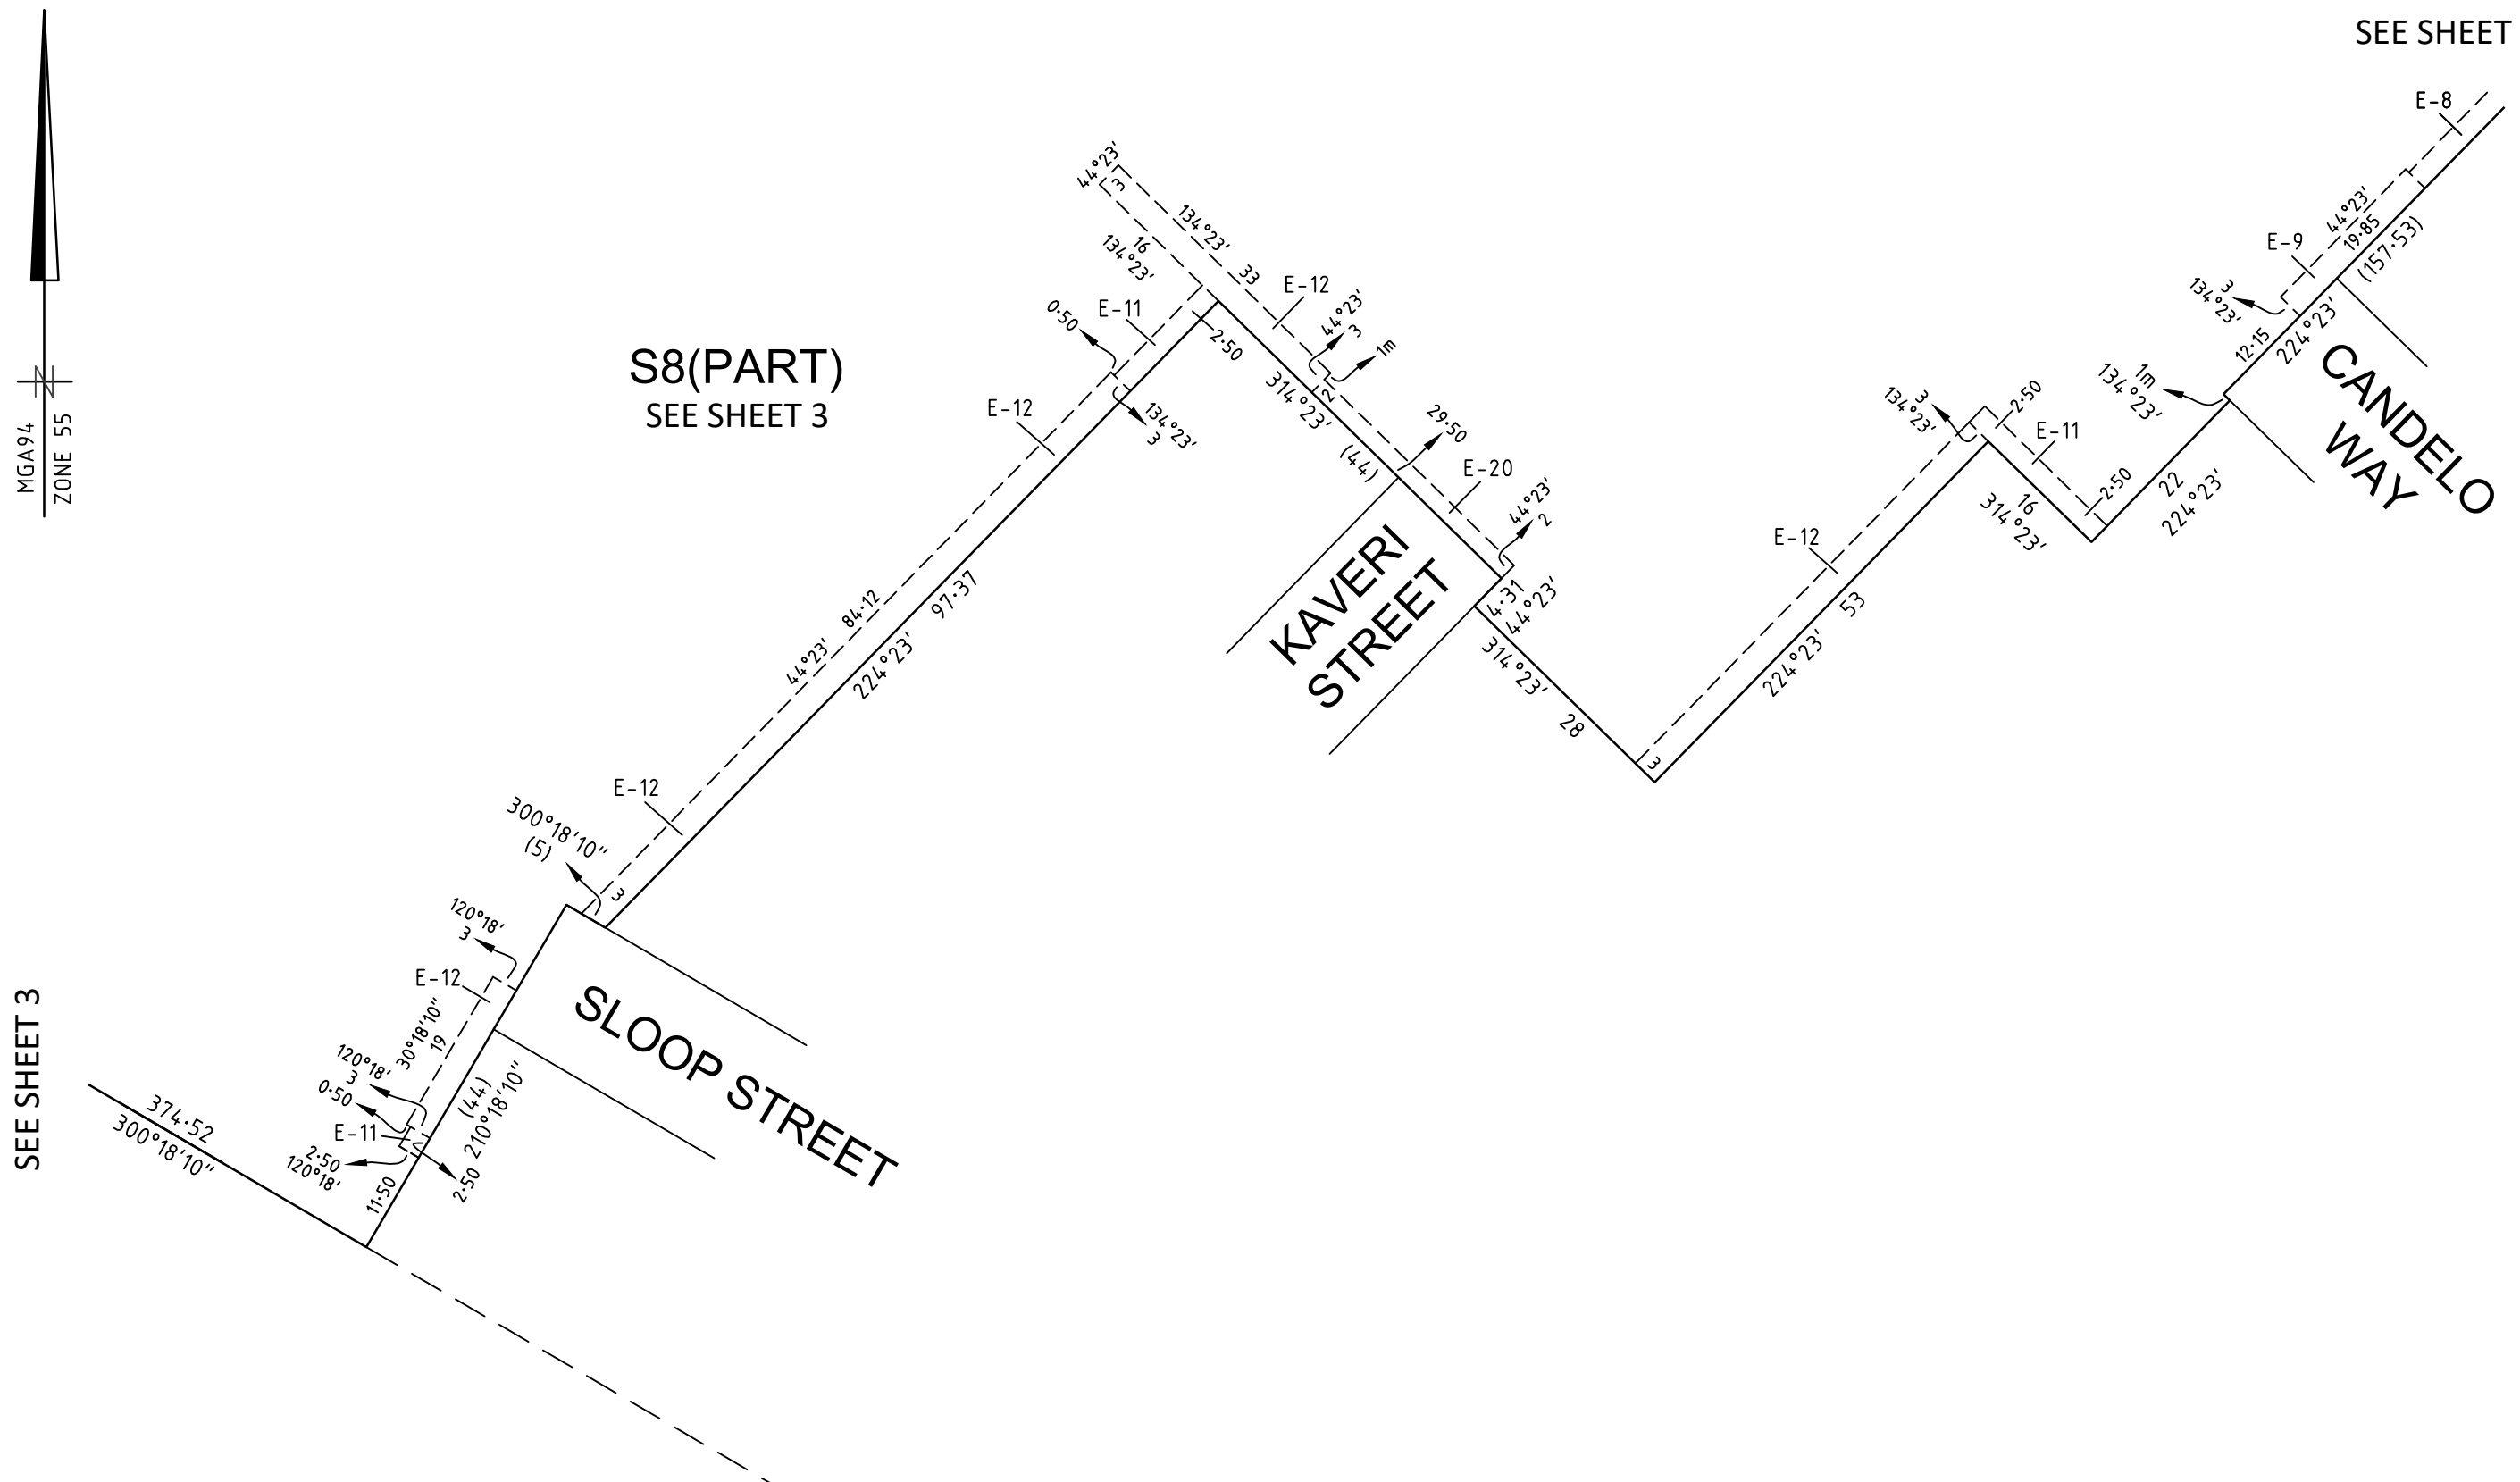 SEE SHEET
E-8
44°23'
19·85
(157·53)
E-9
3
134°23'
12·15
224°23'
CANDELO
WAY
1m
134°23'
22
224°23'
MGA94
ZONE 55
N
44°23'
3
134°23'
33
16
134°23'
E-12
44°23'
3
1m
E-11
0·50
2·50
S8(PART)
SEE SHEET 3
E-12
134°23'
3
2
314°23'
(44)
29·50
E-20
44°23'
2
KAVERI
STREET
4·31
44°23'
314°23'
28
3
134°23'
2·50
E-11
2·50
16
314°23'
E-12
53
224°23'
3
84·12
44°23'
97·37
224°23'
E-12
300°18'10"
(5)
3
120°18'
3
E-12
30°18'10"
19
SLOOP STREET
120°18'
3
0·50
(44)
210°18'10"
E-11
2·50
120°18'
2·50
11·50
SEE SHEET 3
374·52
300°18'10"